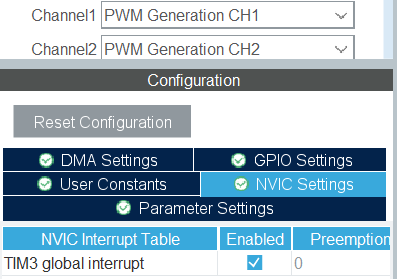 Channel1 PWM Generation CH1
Channel2 PWM Generation CH2
Configuration
Reset Configuration
DMA Settings GPIO Settings
User Constants NVIC Settings
Parameter Settings
NVIC Interrupt Table Enabled Preemption
TIM3 global interrupt 0